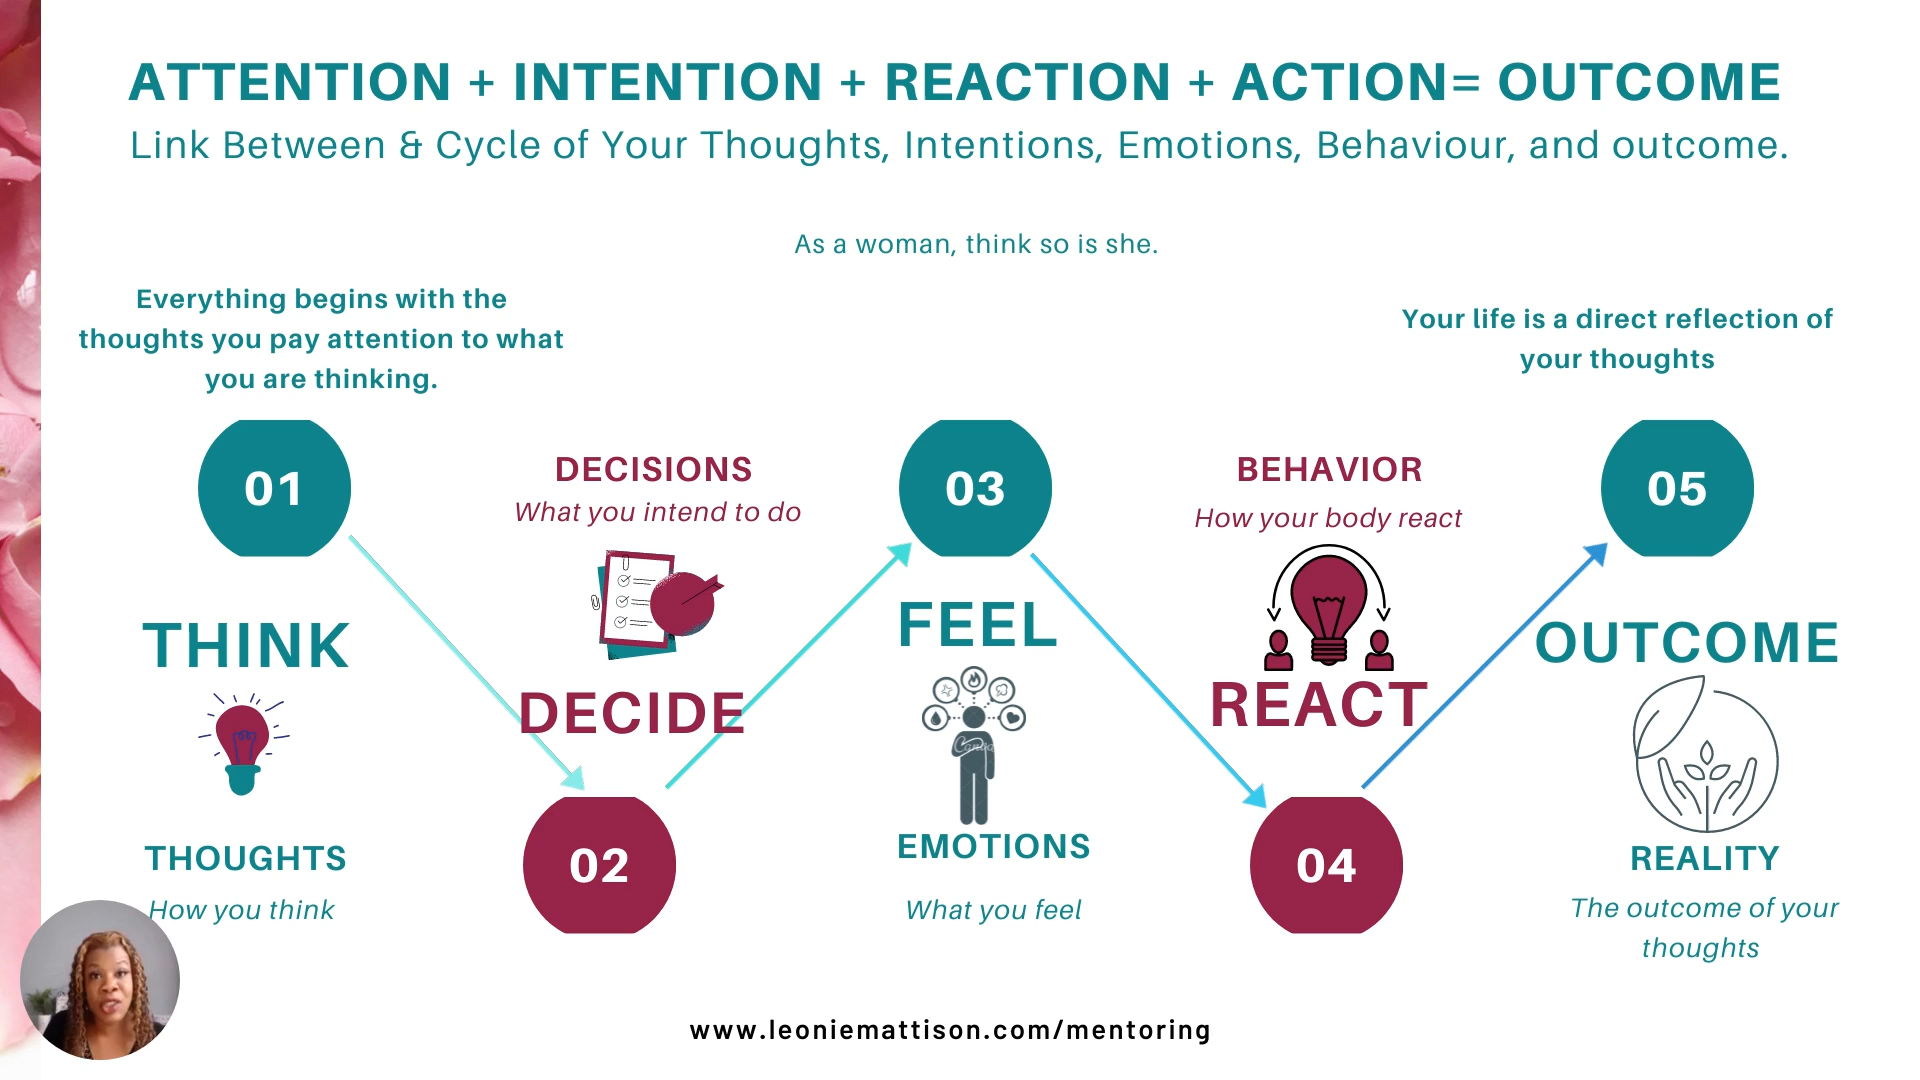 ATTENTION + INTENTION + REACTION + ACTION= OUTCOME
Link Between & Cycle of Your Thoughts, Intentions, Emotions, Behaviour, and outcome.
As a woman, think so is she.
Everything begins with the
thoughts you pay attention to what
you are thinking.
Your life is a direct reflection of
your thoughts
01
THINK
THOUGHTS
How you think
DECISIONS
What you intend to do
DECIDE
02
03
FEEL
Canva
EMOTIONS
What you feel
BEHAVIOR
How your body react
REACT
04
05
OUTCOME
REALITY
The outcome of your
thoughts
www.leoniemattison.com/mentoring